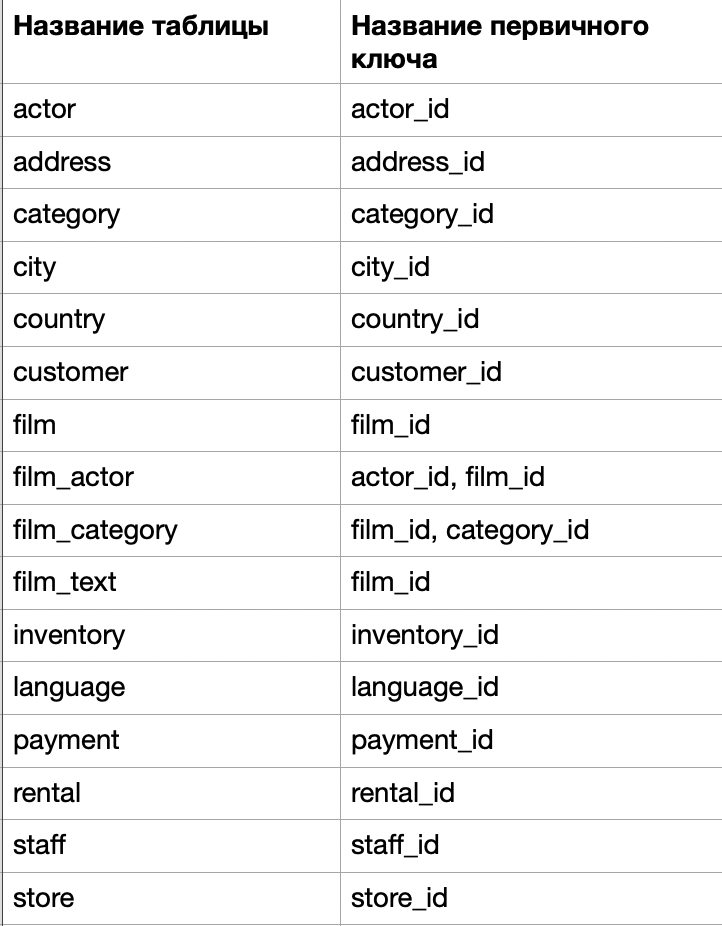 Название таблицы
Название первичного
ключа
actor
actor_id
address
address_id
category
category_id
city
city_id
country
country_id
customer
customer_id
film
film_id
film_actor
actor_id, film_id
film_category
film_id, category_id
film_text
film_id
inventory
inventory_id
language
language_id
payment
payment_id
rental
rental_id
staff
staff_id
store
store_id